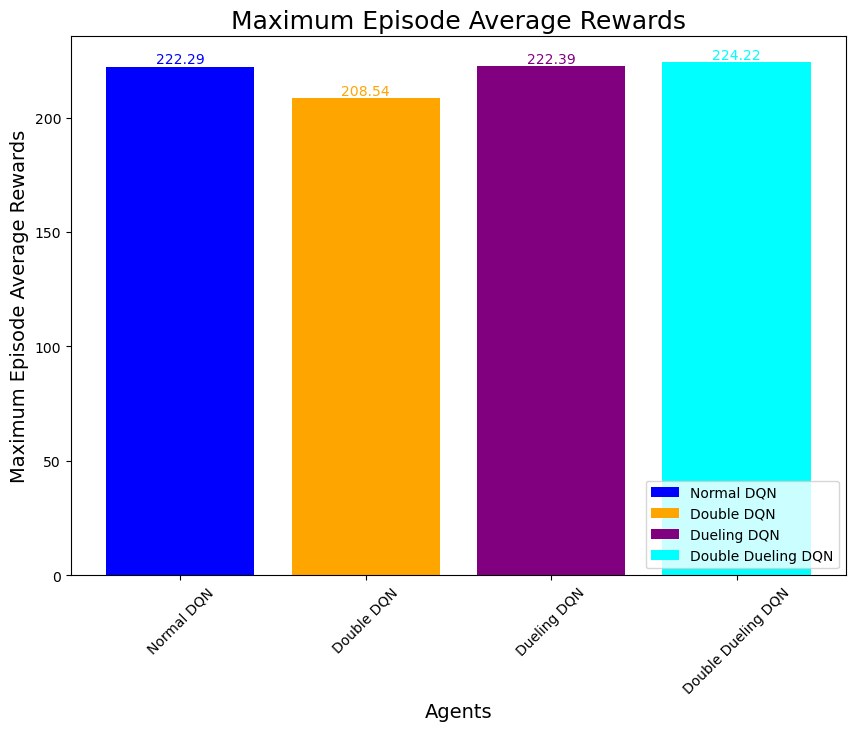 Maximum Episode Average Rewards
222.29
208.54
222.39
224.22
Maximum Episode Average Rewards
200
150
100
50
0
Normal DQN
Double DQN
Dueling DQN
Double Dueling DQN
Normal DQN
Double DQN
Dueling DQN
Double Dueling DQN
Agents